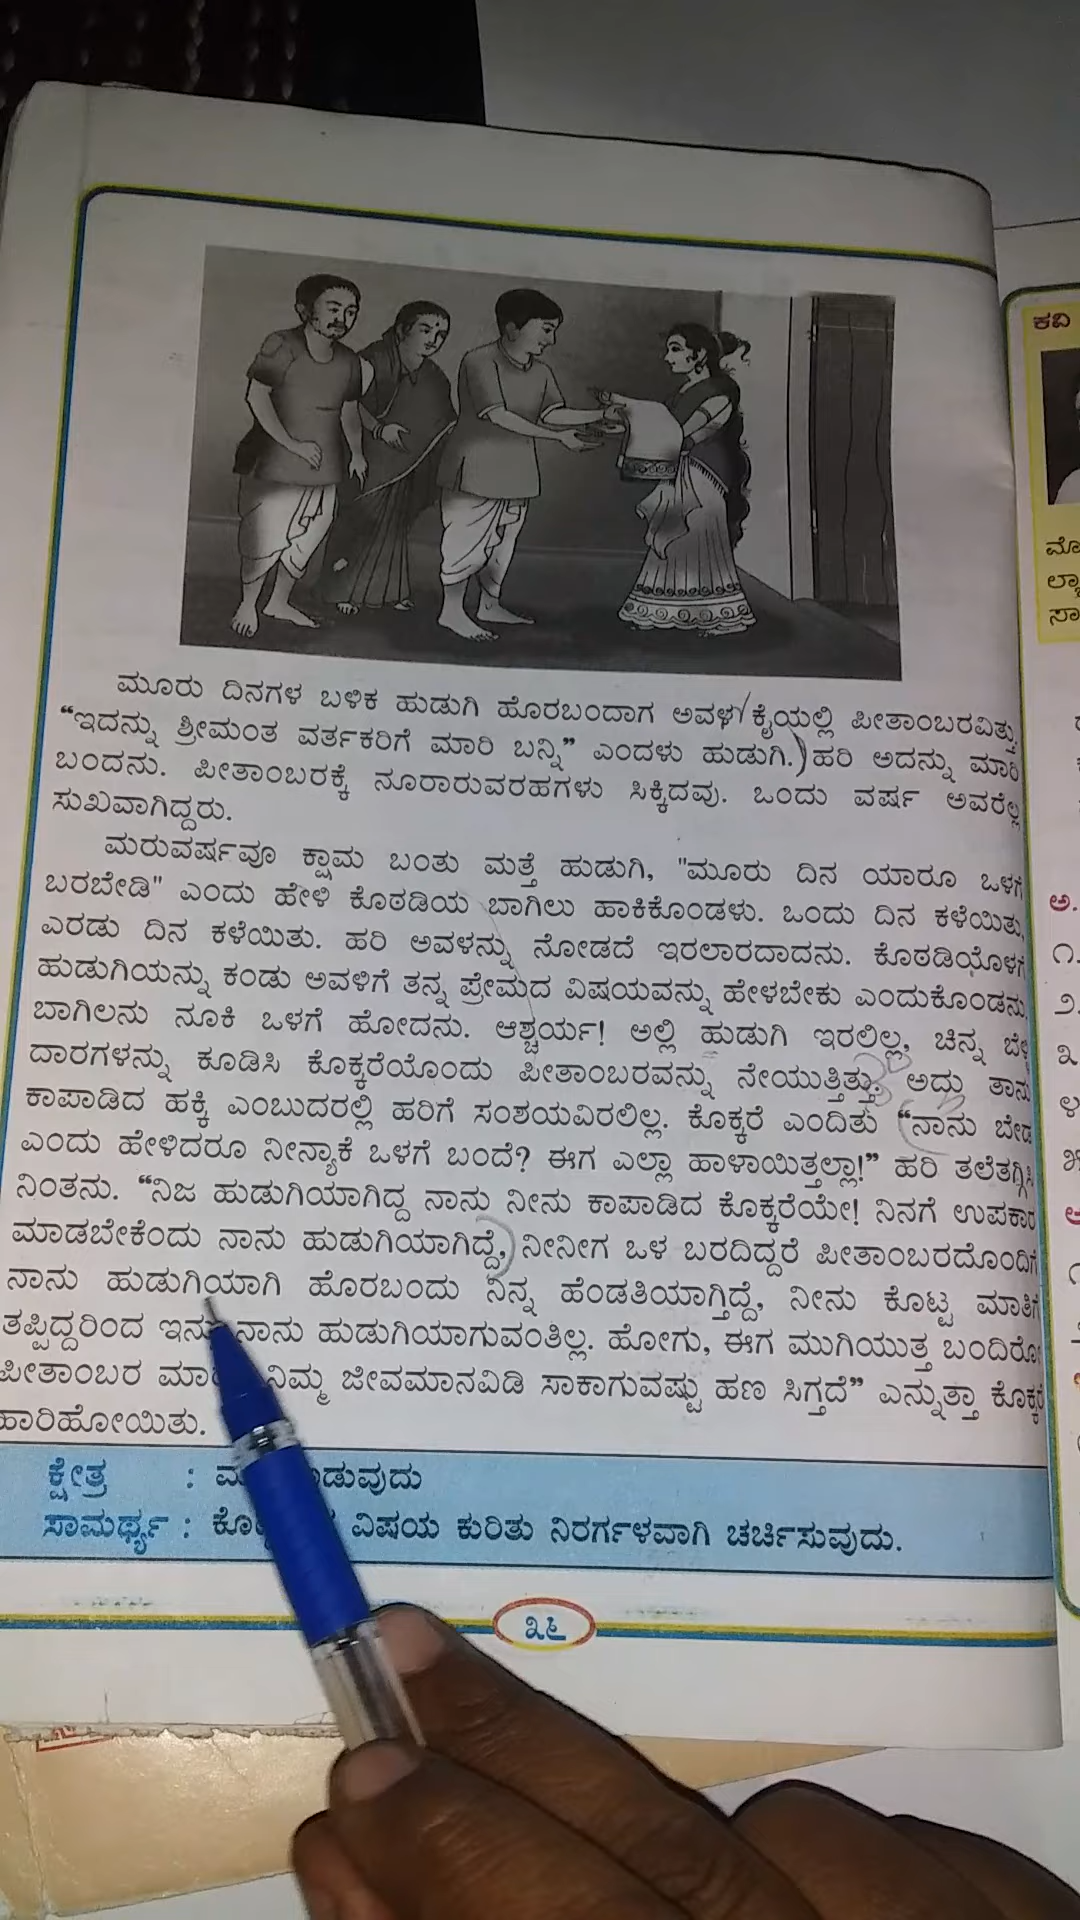 ಮೂರು ದಿನಗಳ ಬಳಿಕ ಹುಡುಗಿ ಹೊರಬಂದಾಗ ಅವಳ ಕೈಯಲ್ಲಿ ಪೀತಾಂಬರವಿತ್ತು.
“ಇದನ್ನು ಶ್ರೀಮಂತ ವರ್ತಕರಿಗೆ ಮಾರಿ ಬನ್ನಿ” ಎಂದಳು ಹುಡುಗಿ. ಹರಿ ಅದನ್ನು ಮಾರಿ
ಬಂದನು. ಪೀತಾಂಬರಕ್ಕೆ ನೂರಾರುವರಹಗಳು ಸಿಕ್ಕಿದವು. ಒಂದು ವರ್ಷ ಅವರೆಲ್ಲ
ಸುಖವಾಗಿದ್ದರು.
ಮರುವರ್ಷವೂ ಕ್ಷಾಮ ಬಂತು ಮತ್ತೆ ಹುಡುಗಿ, "ಮೂರು ದಿನ ಯಾರೂ ಒಳಗೆ
ಬರಬೇಡಿ" ಎಂದು ಹೇಳಿ ಕೊಠಡಿಯ ಬಾಗಿಲು ಹಾಕಿಕೊಂಡಳು. ಒಂದು ದಿನ ಕಳೆಯಿತು,
ಎರಡು ದಿನ ಕಳೆಯಿತು. ಹರಿ ಅವಳನ್ನು ನೋಡದೆ ಇರಲಾರದಾದನು. ಕೊಠಡಿಯೊಳಗೆ
ಹುಡುಗಿಯನ್ನು ಕಂಡು ಅವಳಿಗೆ ತನ್ನ ಪ್ರೇಮದ ವಿಷಯವನ್ನು ಹೇಳಬೇಕು ಎಂದುಕೊಂಡನು
ಬಾಗಿಲನು ನೂಕಿ ಒಳಗೆ ಹೋದನು. ಆಶ್ಚರ್ಯ! ಅಲ್ಲಿ ಹುಡುಗಿ ಇರಲಿಲ್ಲ, ಚಿನ್ನ ಬೆಳ್ಳಿ
ದಾರಗಳನ್ನು ಕೂಡಿಸಿ ಕೊಕ್ಕರೆಯೊಂದು ಪೀತಾಂಬರವನ್ನು ನೇಯುತ್ತಿತ್ತು. ಅದ್ದು ತಾನು
ಕಾಪಾಡಿದ ಹಕ್ಕಿ ಎಂಬುದರಲ್ಲಿ ಹರಿಗೆ ಸಂಶಯವಿರಲಿಲ್ಲ. ಕೊಕ್ಕರೆ ಎಂದಿತು “ನಾನು ಬೇಡ
ಎಂದು ಹೇಳಿದರೂ ನೀನ್ಯಾಕೆ ಒಳಗೆ ಬಂದೆ? ಈಗ ಎಲ್ಲಾ ಹಾಳಾಯಿತ್ತಲ್ಲಾ!” ಹರಿ ತಲೆತಗ್ಗಿಸಿ
ನಿಂತನು. “ನಿಜ ಹುಡುಗಿಯಾಗಿದ್ದ ನಾನು ನೀನು ಕಾಪಾಡಿದ ಕೊಕ್ಕರೆಯೇ! ನಿನಗೆ ಉಪಕಾರ
ಮಾಡಬೇಕೆಂದು ನಾನು ಹುಡುಗಿಯಾಗಿದ್ದೆ, ನೀನೀಗ ಒಳ ಬರದಿದ್ದರೆ ಪೀತಾಂಬರದೊಂದಿಗೆ
ನಾನು ಹುಡುಗಿಯಾಗಿ ಹೊರಬಂದು ನಿನ್ನ ಹೆಂಡತಿಯಾಗ್ತಿದ್ದೆ, ನೀನು ಕೊಟ್ಟ ಮಾತಿಗೆ
ತಪ್ಪಿದ್ದರಿಂದ ನಾನು ಹುಡುಗಿಯಾಗುವಂತಿಲ್ಲ. ಹೋಗು, ಈಗ ಮುಗಿಯುತ್ತ ಬಂದಿರೋ
ಪೀತಾಂಬರ ನಿಮ್ಮ ಜೀವಮಾನವಿಡಿ ಸಾಕಾಗುವಷ್ಟು ಹಣ ಸಿಗ್ತದೆ” ಎನ್ನುತ್ತಾ ಕೊಕ್ಕರೆ
ಹಾರಿಹೋಯಿತು.
ಕ್ಷೇತ್ರ :
ಸಾಮರ್ಥ್ಯ : ವಿಷಯ ಕುರಿತು ನಿರರ್ಗಳವಾಗಿ ಚರ್ಚಿಸುವುದು.
೩೬
ಕವಿ
ಅ.
೧.
೨.